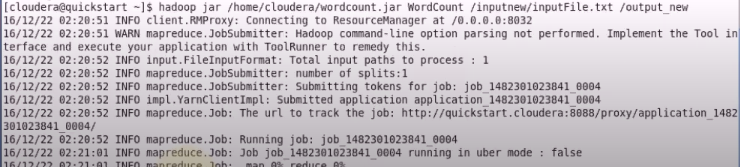 [cloudera@quickstart ~]$ hadoop jar /home/cloudera/wordcount.jar WordCount /inputnew/inputFile.txt /output_new
16/12/22 02:20:51 INFO client.RMProxy: Connecting to ResourceManager at /0.0.0.0:8032
16/12/22 02:20:51 WARN mapreduce.JobSubmitter: Hadoop command-line option parsing not performed. Implement the Tool in
terface and execute your application with ToolRunner to remedy this.
16/12/22 02:20:52 INFO input.FileInputFormat: Total input paths to process : 1
16/12/22 02:20:52 INFO mapreduce.JobSubmitter: number of splits:1
16/12/22 02:20:52 INFO mapreduce.JobSubmitter: Submitting tokens for job: job_1482301023841_0004
16/12/22 02:20:52 INFO impl.YarnClientImpl: Submitted application application_1482301023841_0004
16/12/22 02:20:52 INFO mapreduce.Job: The url to track the job: http://quickstart.cloudera:8088/proxy/application_1482
301023841_0004/
16/12/22 02:20:52 INFO mapreduce.Job: Running job: job_1482301023841_0004
16/12/22 02:21:01 INFO mapreduce.Job: Job job_1482301023841_0004 running in uber mode : false
16/12/22 02:21:01 INFO mapreduce.Job: map 0% reduce 0%